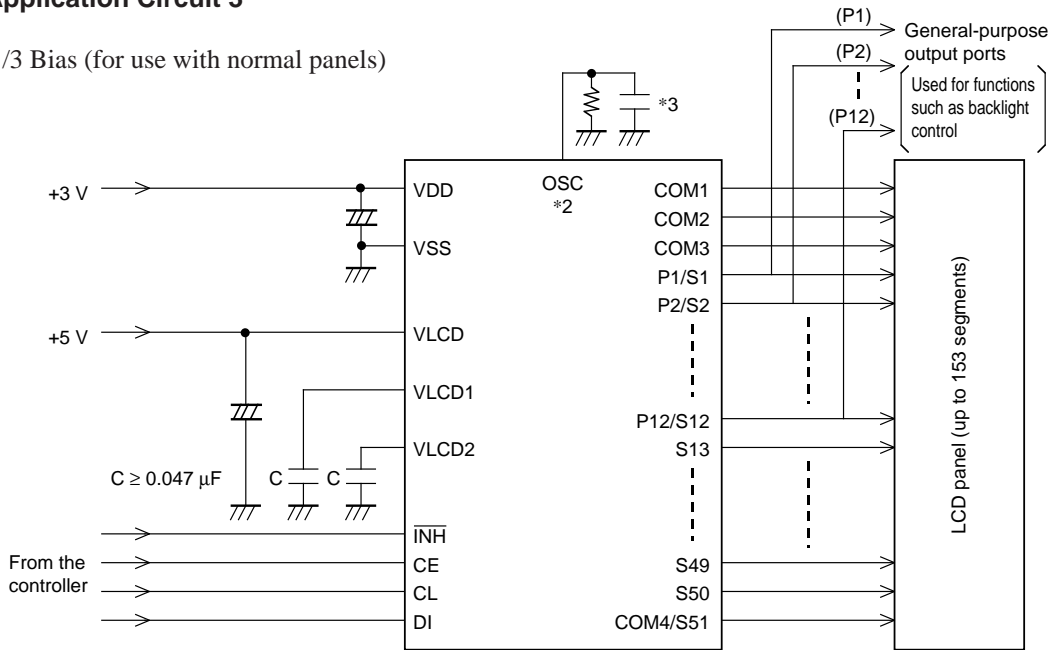 pplication Circuit 3
/3 Bias (for use with normal panels)
(P1)
General-purpose
output ports
(P2)
Used for functions
such as backlight
control
(P12)
*3
+3 V
VDD
OSC
*2
COM1
COM2
VSS
COM3
P1/S1
P2/S2
+5 V
VLCD
VLCD1
P12/S12
VLCD2
S13
C ≥ 0.047 μF
C
C
LCD panel (up to 153 segments)
INH
From the
controller
CE
S49
CL
S50
DI
COM4/S51